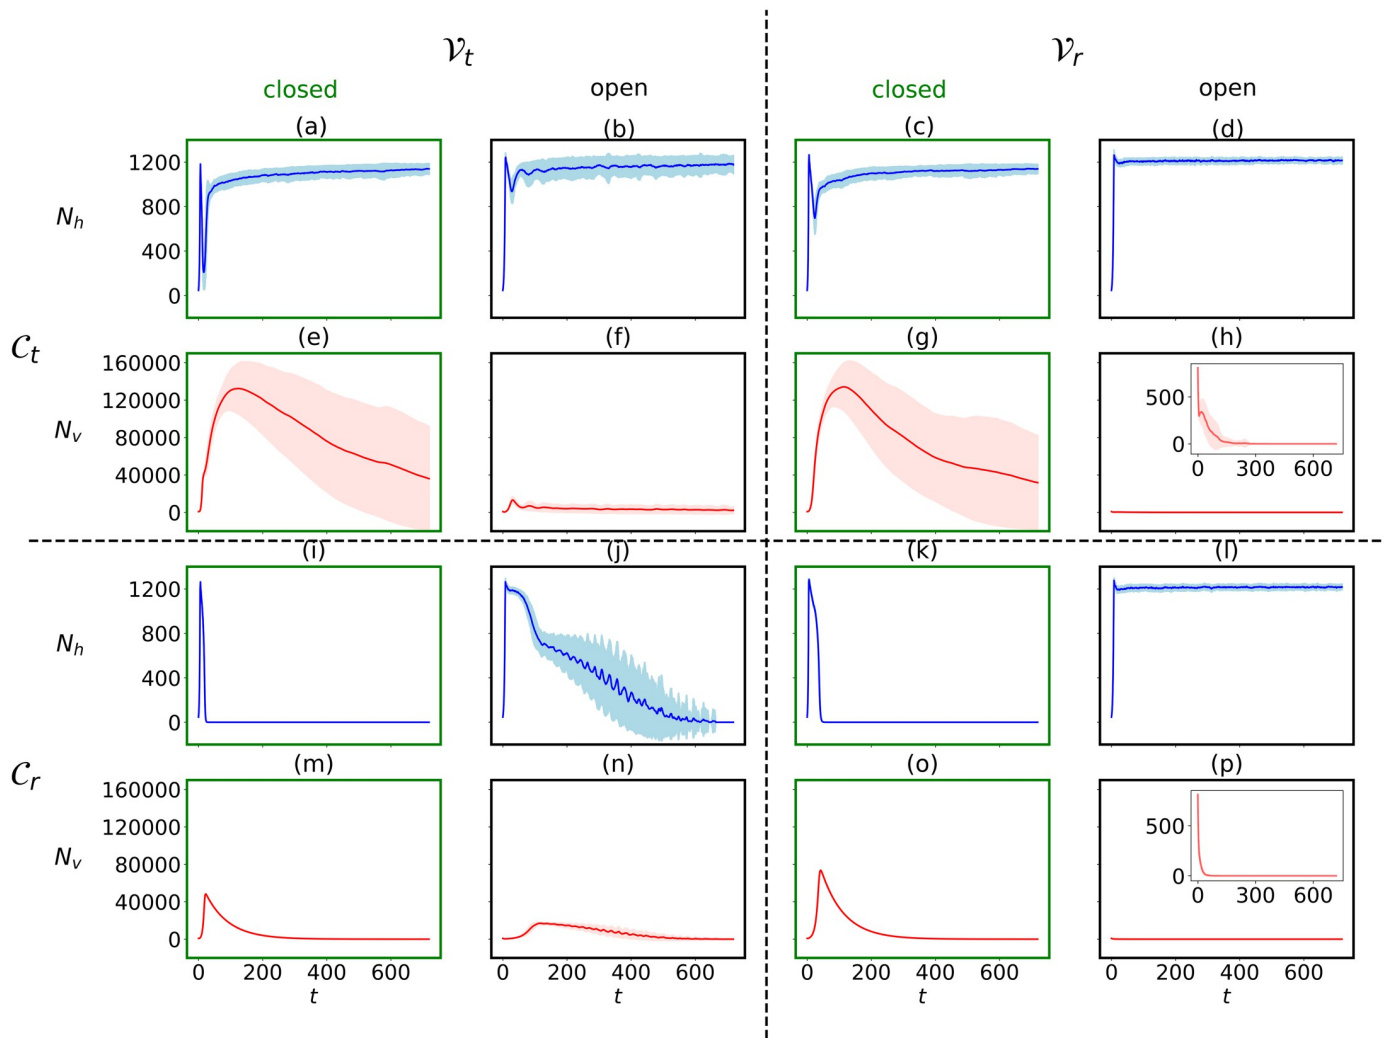 𝒱t 𝒱r
closed open closed open
(a) (b) (c) (d)
1200
800
Nh
400
0
𝒞t
(e) (f) (g) (h)
160000
120000
Nv
80000
40000
0
500
0
0 300 600
(i) (j) (k) (l)
1200
800
Nh
400
0
𝒞r
(m) (n) (o) (p)
160000
120000
Nv
80000
40000
0
500
0
0 300 600
0 200 400 600 0 200 400 600 0 200 400 600 0 200 400 600
t t t t